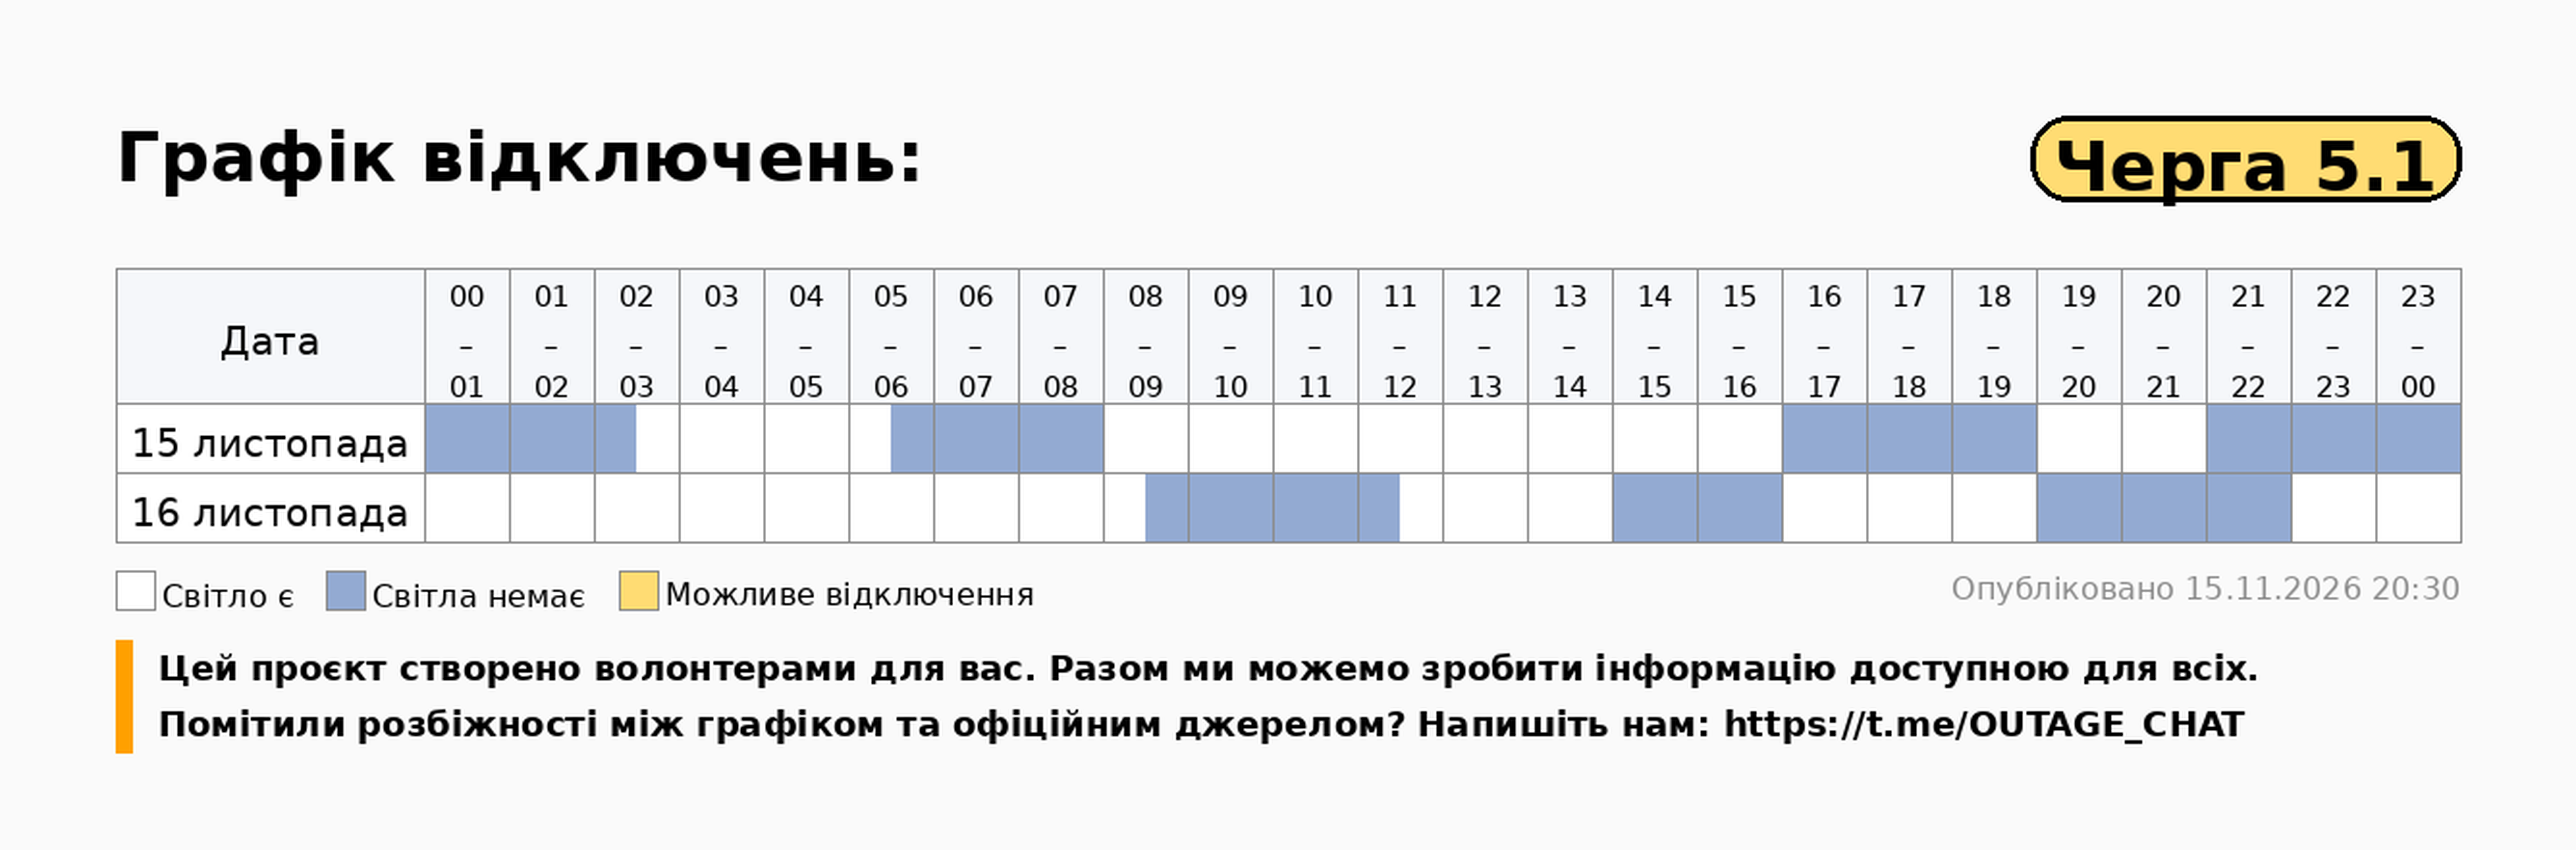 Графік відключень:
Черга 5.1
Дата 00 – 01 01 – 02 02 – 03 03 – 04 04 – 05 05 – 06 06 – 07 07 – 08 08 – 09 09 – 10 10 – 11 11 – 12 12 – 13 13 – 14 14 – 15 15 – 16 16 – 17 17 – 18 18 – 19 19 – 20 20 – 21 21 – 22 22 – 23 23 – 00
15 листопада
16 листопада
Світло є Світла немає Можливе відключення
Опубліковано 15.11.2026 20:30
Цей проєкт створено волонтерами для вас. Разом ми можемо зробити інформацію доступною для всіх.
Помітили розбіжності між графіком та офіційним джерелом? Напишіть нам: https://t.me/OUTAGE_CHAT